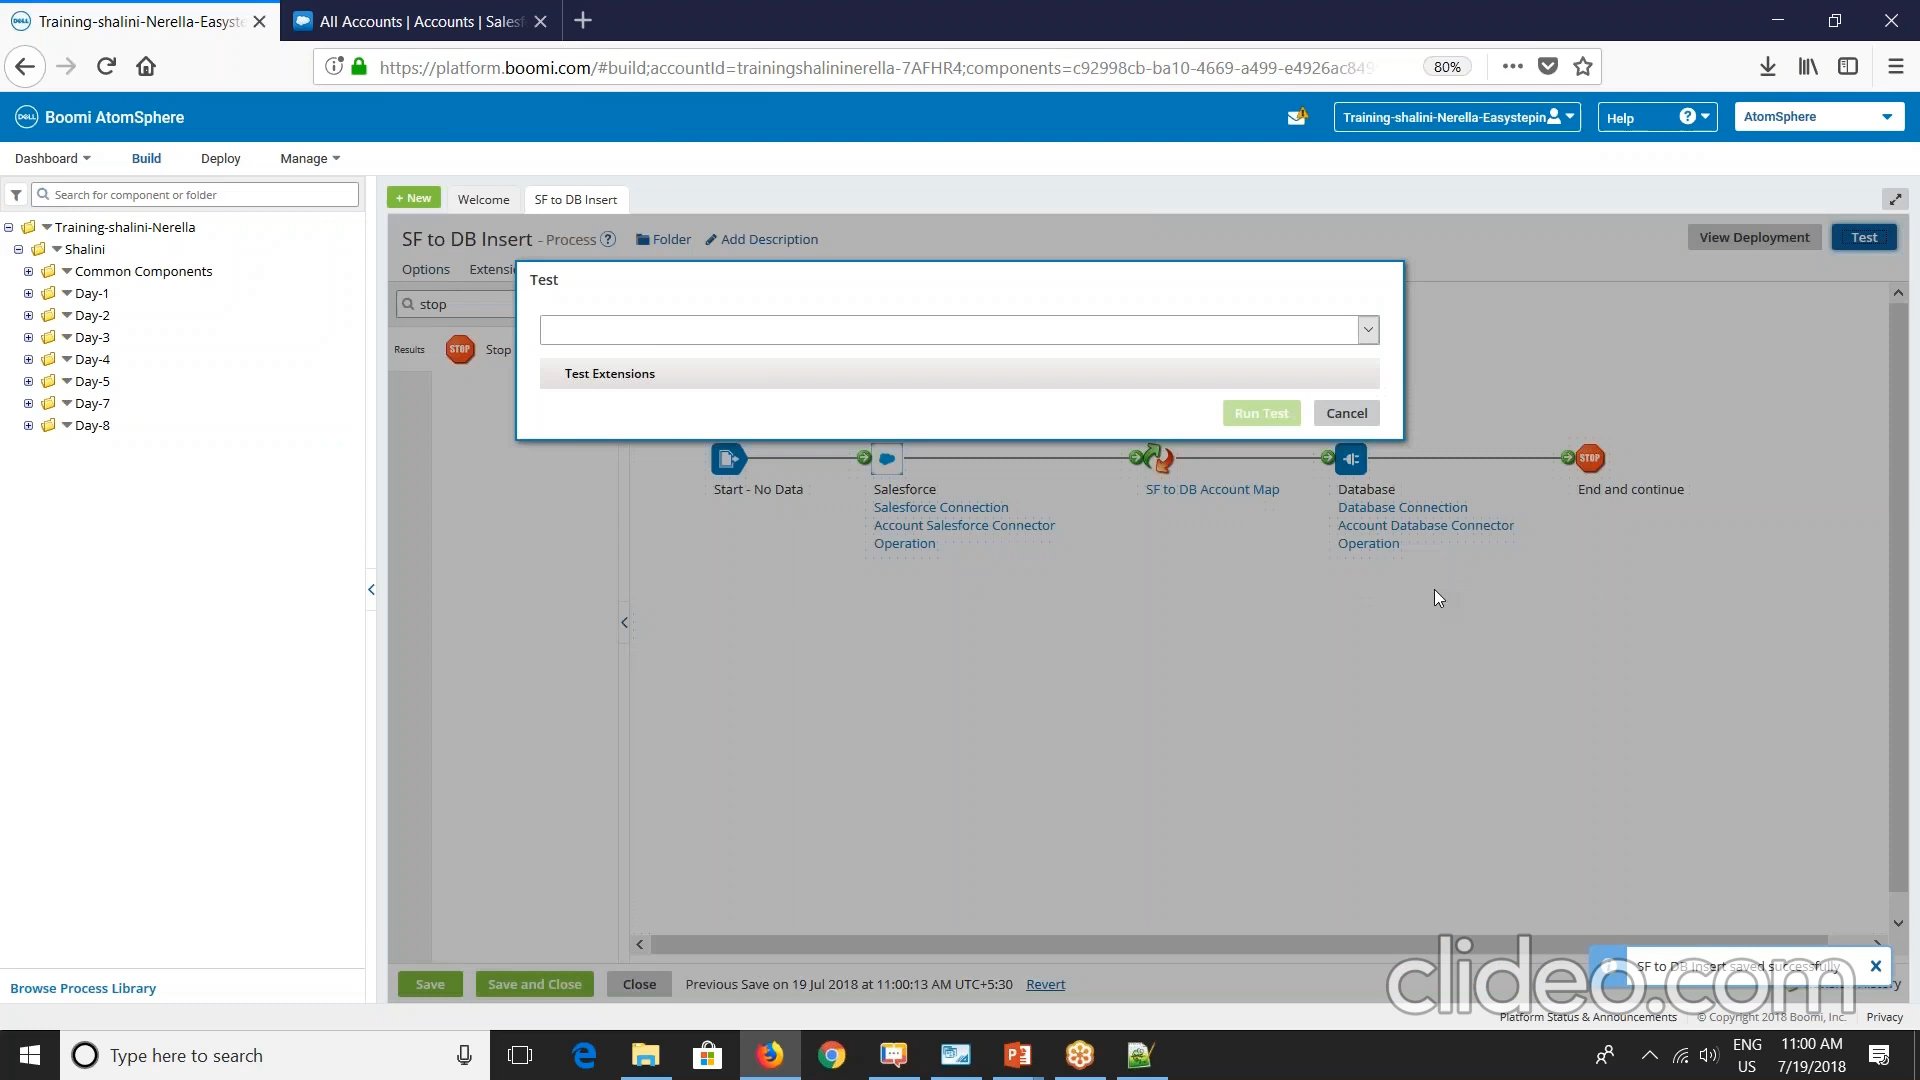 Training-shalini-Nerella-Easyste
All Accounts | Accounts | Salesf
https://platform.boomi.com/#build;accountId=trainingshalininerella-7AFHR4;components=c92998cb-ba10-4669-a499-e4926ac849
80%
DELL
Boomi AtomSphere
Training-shalini-Nerella-Easystepin
Help
AtomSphere
Dashboard
Build
Deploy
Manage
Search for component or folder
+ New
Welcome
SF to DB Insert
Training-shalini-Nerella
Shalini
Common Components
Day-1
Day-2
Day-3
Day-4
Day-5
Day-7
Day-8
SF to DB Insert - Process
Folder
Add Description
View Deployment
Test
Options
Extensi
stop
Results
STOP
Stop
Test
Test Extensions
Run Test
Cancel
STOP
Start - No Data
Salesforce
Salesforce Connection
Account Salesforce Connector
Operation
SF to DB Account Map
Database
Database Connection
Account Database Connector
Operation
End and continue
SF to DB Insert saved successfully
clideo.com
Save
Save and Close
Close
Previous Save on 19 Jul 2018 at 11:00:13 AM UTC+5:30
Revert
Browse Process Library
Platform Status & Announcements
© Copyright 2018 Boomi, Inc.
Privacy
Type here to search
ENG
US
11:00 AM
7/19/2018